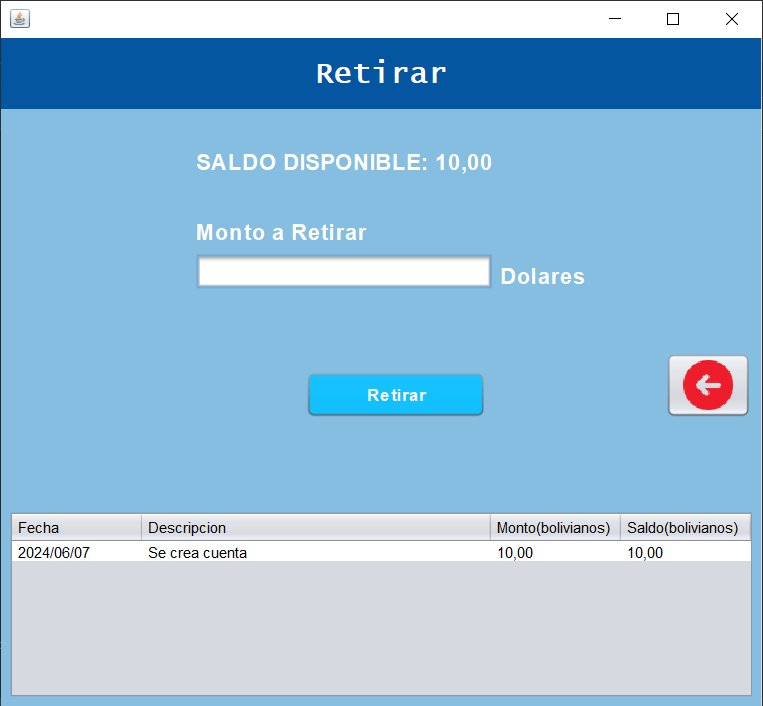 Retirar
SALDO DISPONIBLE: 10,00
Monto a Retirar
Dolares
Retirar
Fecha Descripcion Monto(bolivianos) Saldo(bolivianos)
2024/06/07 Se crea cuenta 10,00 10,00